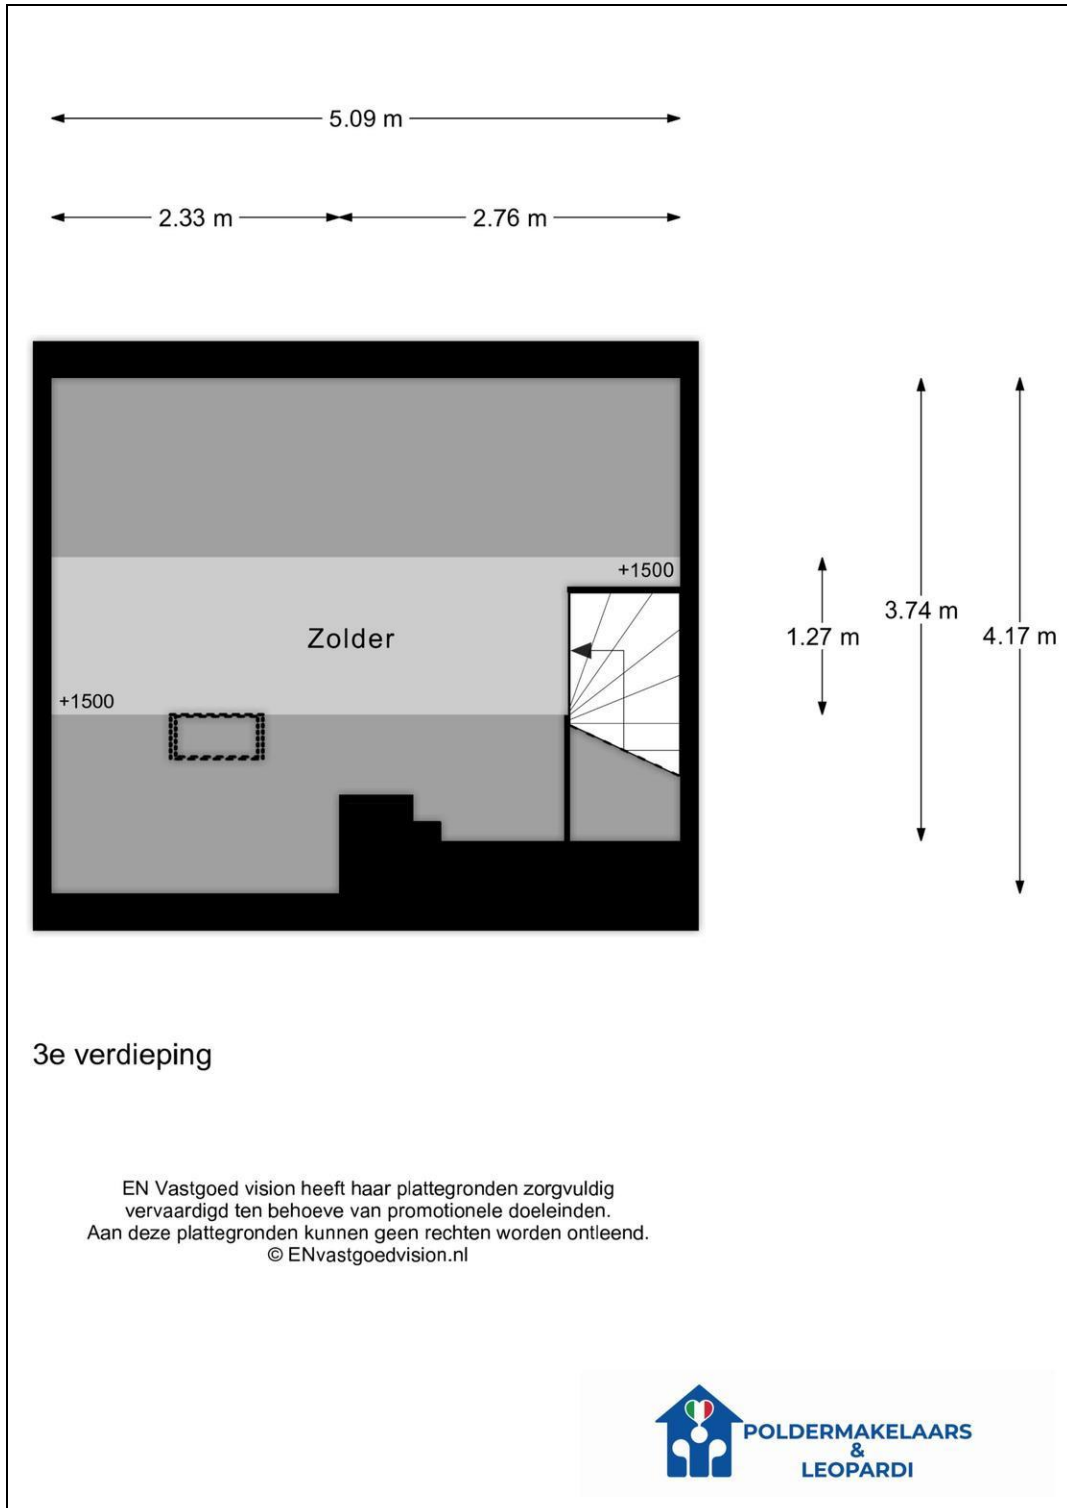 5.09 m
2.33 m
2.76 m
+1500
Zolder
+1500
1.27 m
3.74 m
4.17 m
3e verdieping
EN Vastgoed vision heeft haar plattegronden zorgvuldig
vervaardigd ten behoeve van promotionele doeleinden.
Aan deze plattegronden kunnen geen rechten worden ontleend.
© ENvastgoedvision.nl
POLDERMAKELAARS
&
LEOPARDI